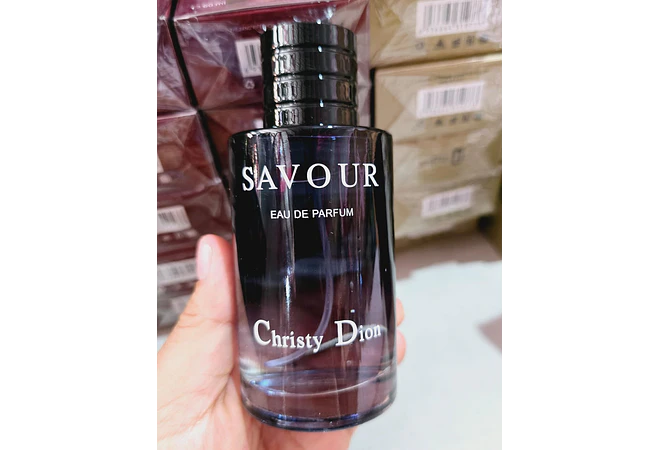 SAVOUR
EAU DE PARFUM
Christy Dion